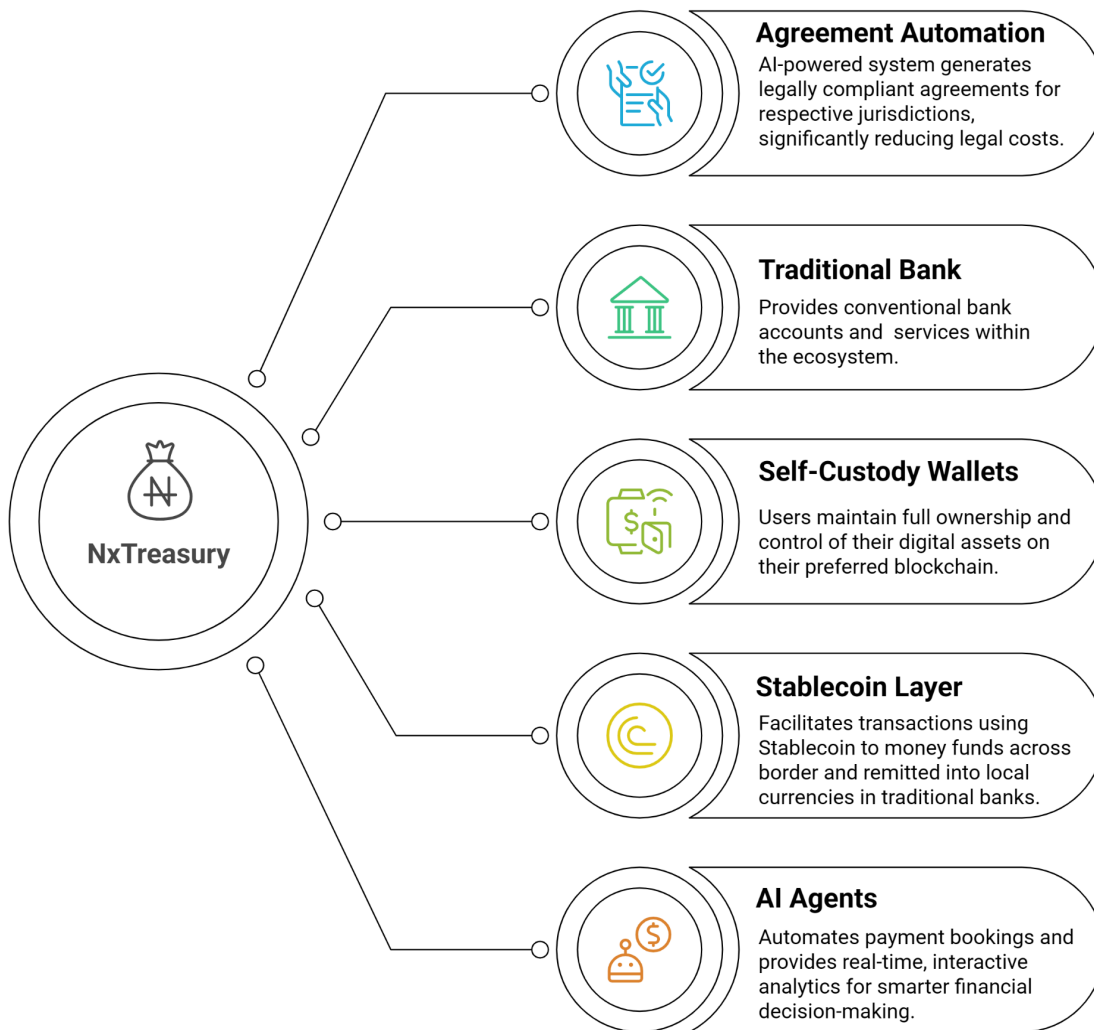 Agreement Automation
AI-powered system generates
legally compliant agreements for
respective jurisdictions,
significantly reducing legal costs.
Traditional Bank
Provides conventional bank
accounts and  services within
the ecosystem.
NxTreasury
Self-Custody Wallets
Users maintain full ownership and
control of their digital assets on
their preferred blockchain.
Stablecoin Layer
Facilitates transactions using
Stablecoin to money funds across
border and remitted into local
currencies in traditional banks.
AI Agents
Automates payment bookings and
provides real-time, interactive
analytics for smarter financial
decision-making.